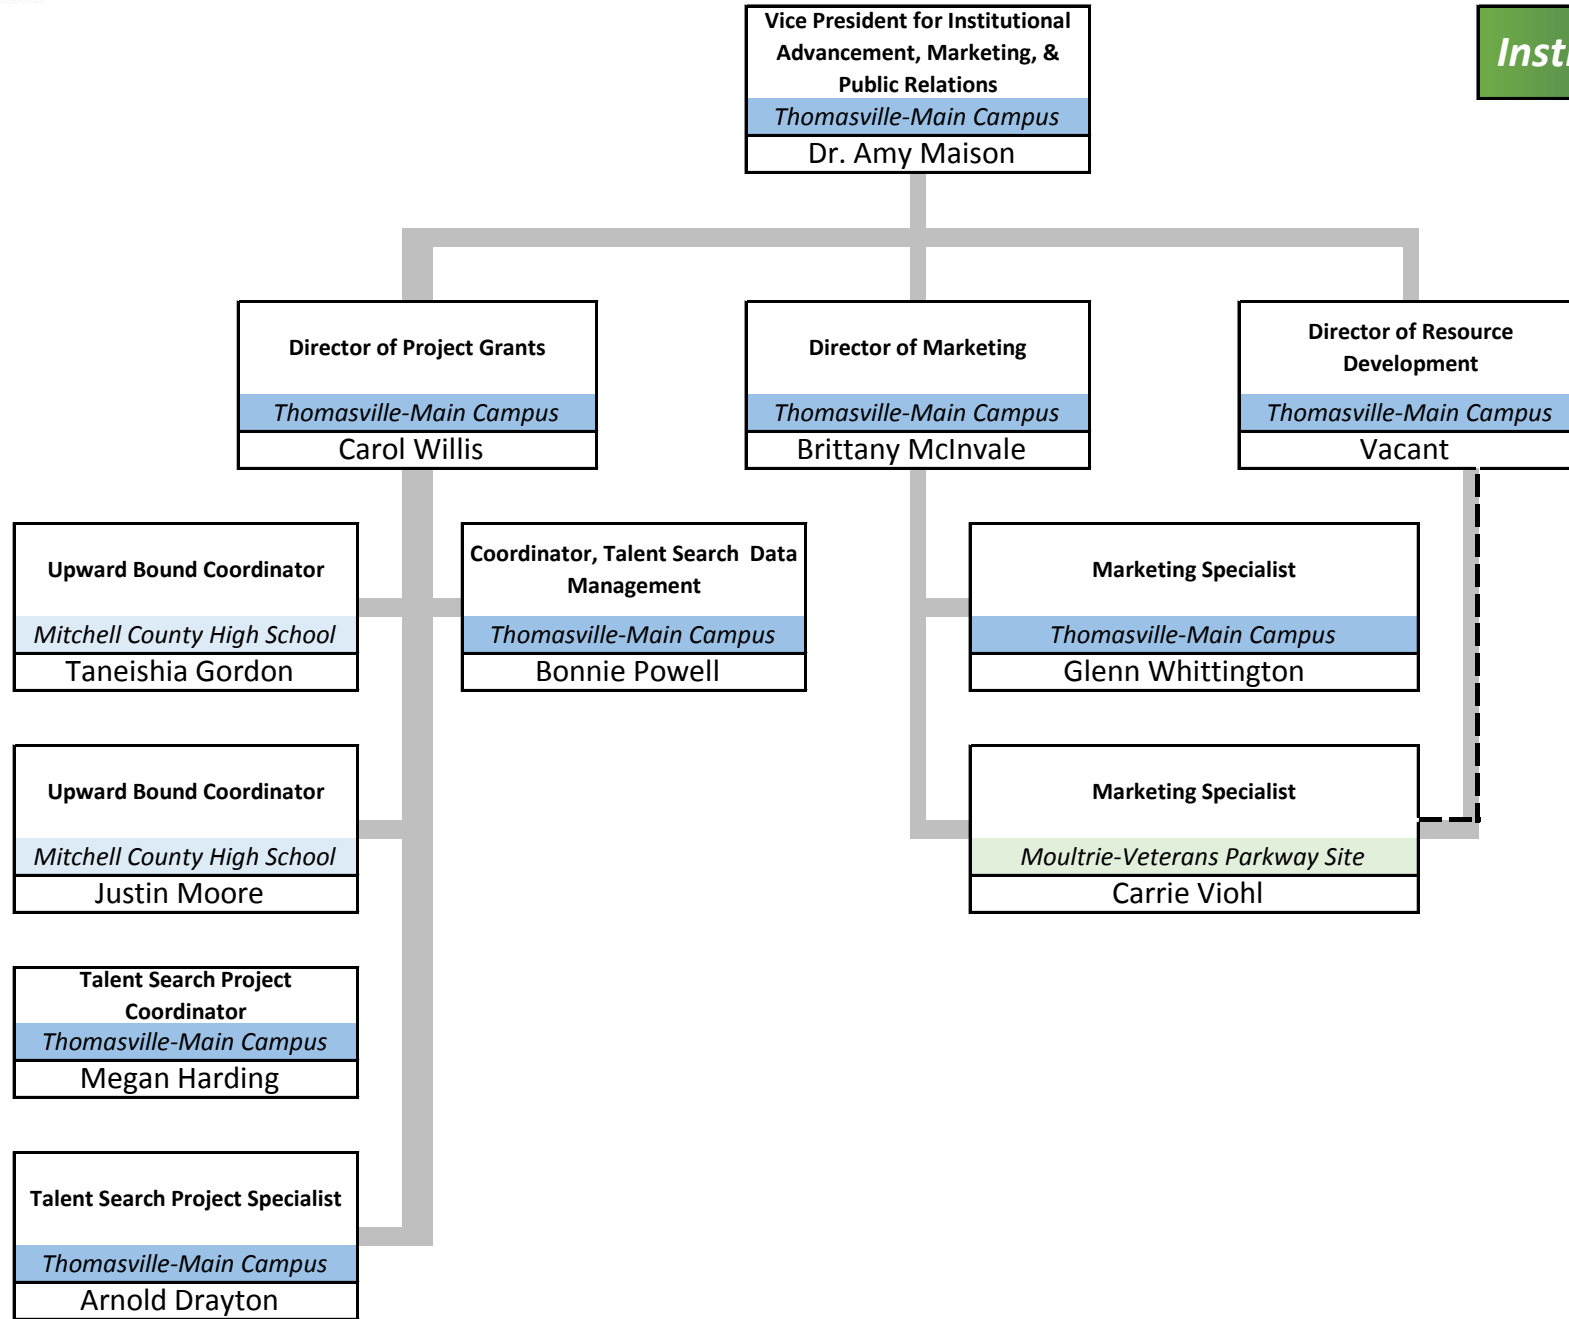 Vice President for Institutional
Advancement, Marketing, &
Public Relations
Thomasville-Main Campus
Dr. Amy Maison
Director of Project Grants
Thomasville-Main Campus
Carol Willis
Director of Marketing
Thomasville-Main Campus
Brittany McInvale
Director of Resource
Development
Thomasville-Main Campus
Vacant
Upward Bound Coordinator
Mitchell County High School
Taneishia Gordon
Coordinator, Talent Search Data
Management
Thomasville-Main Campus
Bonnie Powell
Marketing Specialist
Thomasville-Main Campus
Glenn Whittington
Upward Bound Coordinator
Mitchell County High School
Justin Moore
Marketing Specialist
Moultrie-Veterans Parkway Site
Carrie Viohl
Talent Search Project
Coordinator
Thomasville-Main Campus
Megan Harding
Talent Search Project Specialist
Thomasville-Main Campus
Arnold Drayton